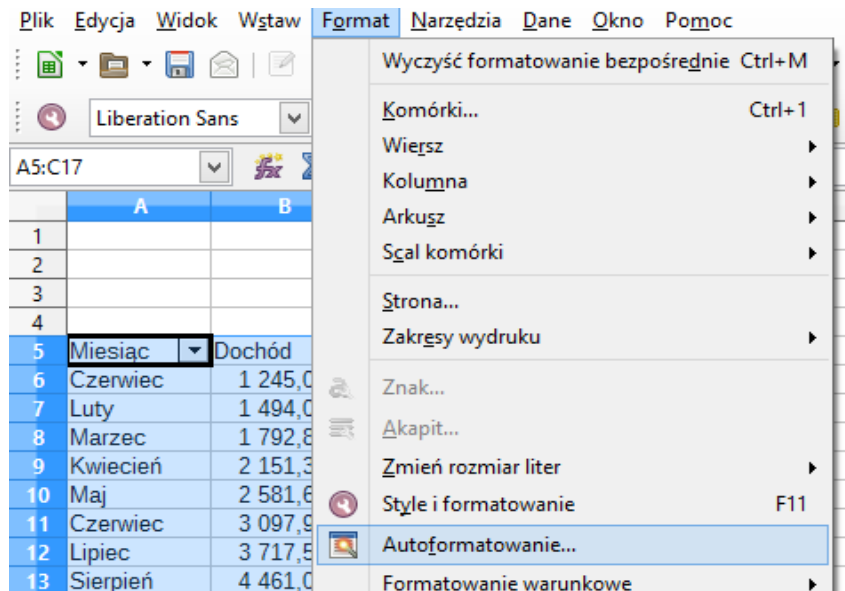 Plik Edycja Widok Wstaw Format Narzędzia Dane Okno Pomoc
Wyczyść formatowanie bezpośrednie Ctrl+M
Liberation Sans
Komórki... Ctrl+1
Wiersz
A5:C17
Kolumna
A B
Arkusz
1
Scal komórki
2
3
Strona...
4
Zakresy wydruku
5 Miesiąc Dochód
6 Czerwiec 1 245,0
Znak...
7 Luty 1 494,0
8 Marzec 1 792,8
Akapit...
9 Kwiecień 2 151,3
Zmień rozmiar liter
10 Maj 2 581,6
Style i formatowanie F11
11 Czerwiec 3 097,9
12 Lipiec 3 717,5
Autoformatowanie...
13 Sierpień 4 461,0
Formatowanie warunkowe